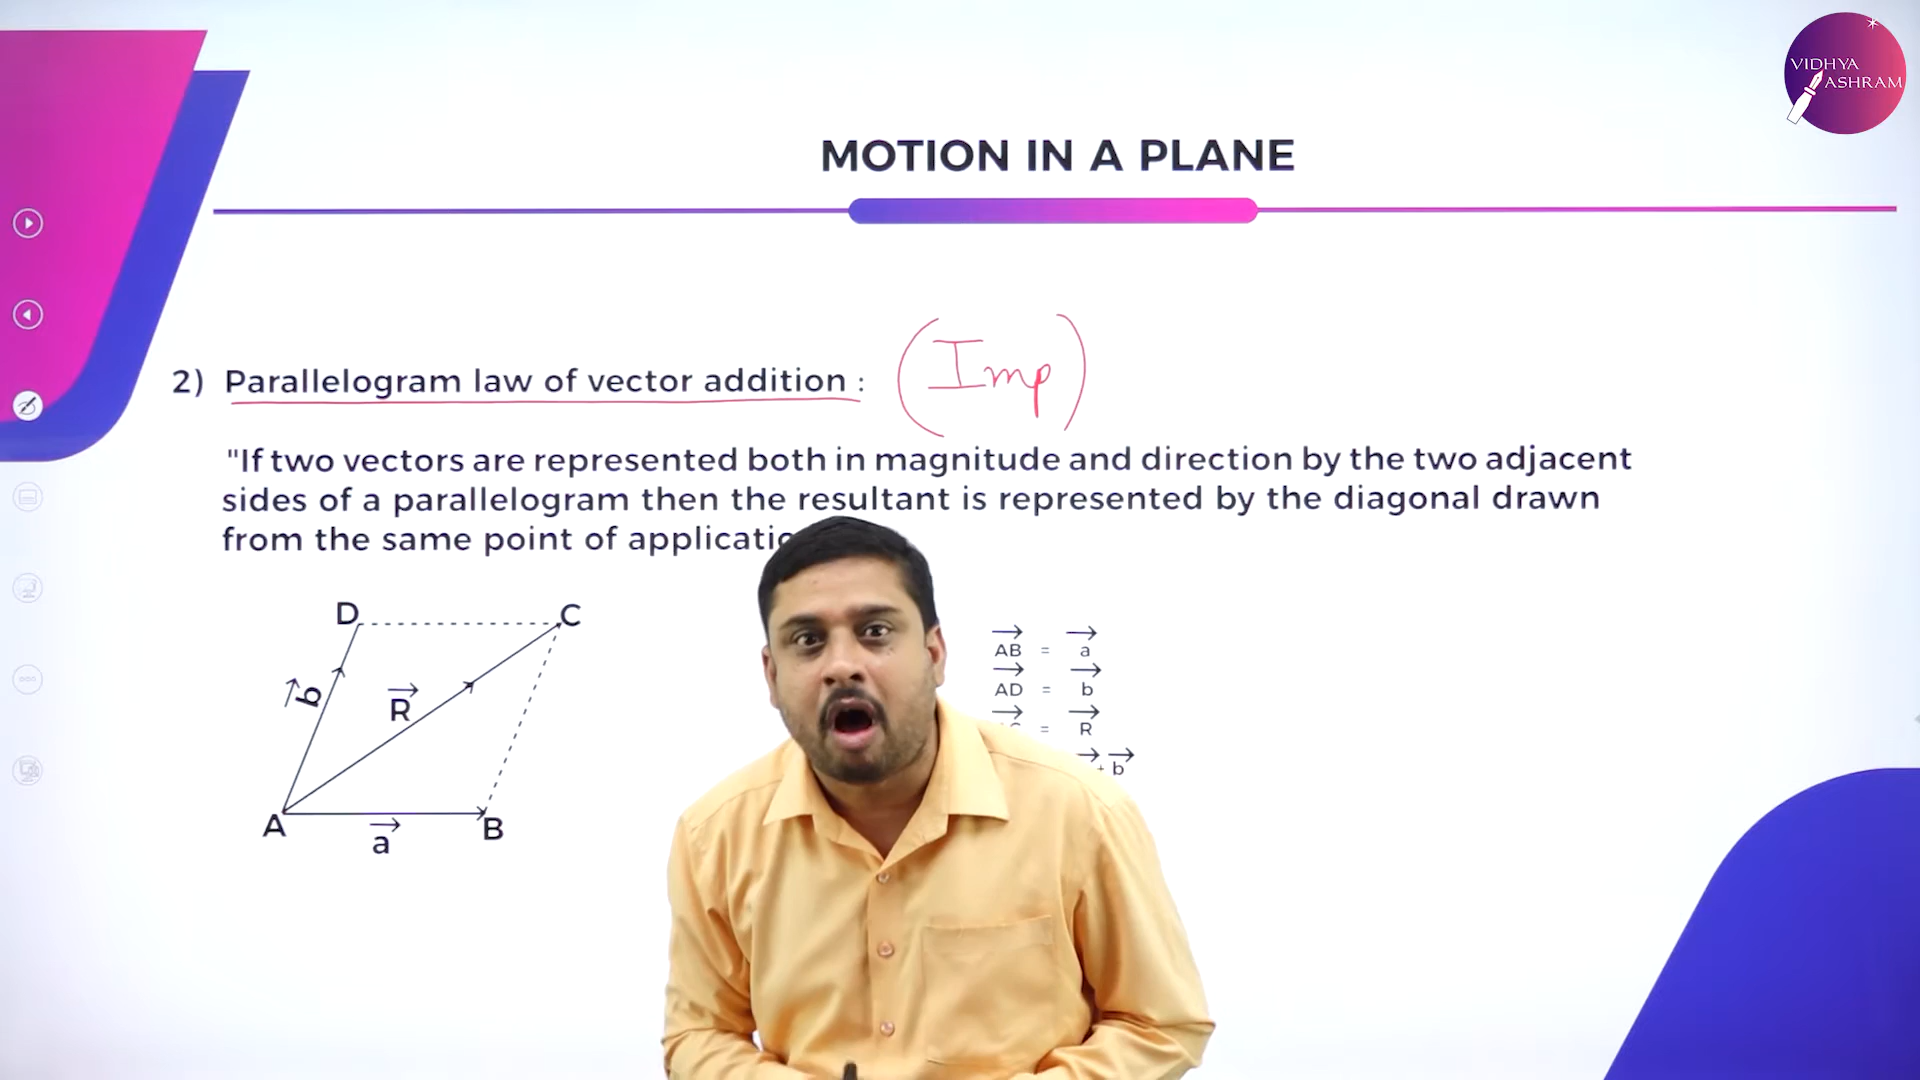 VIDHYA
ASHRAM
MOTION IN A PLANE
2) Parallelogram law of vector addition : (Imp)
"If two vectors are represented both in magnitude and direction by the two adjacent
sides of a parallelogram then the resultant is represented by the diagonal drawn
from the same point of
D C
b
R
A B
a
AB = a
AD = b
= R
+ b